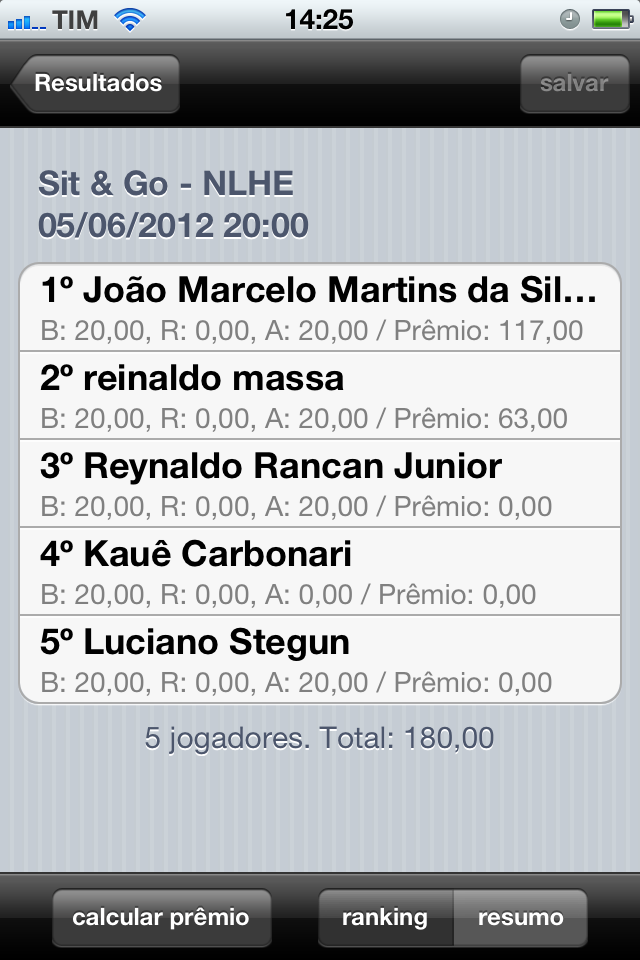 TIM 14:25
Resultados salvar
Sit & Go - NLHE
05/06/2012 20:00
1º João Marcelo Martins da Sil...
B: 20,00, R: 0,00, A: 20,00 / Prêmio: 117,00
2º reinaldo massa
B: 20,00, R: 0,00, A: 20,00 / Prêmio: 63,00
3º Reynaldo Rancan Junior
B: 20,00, R: 0,00, A: 20,00 / Prêmio: 0,00
4º Kauê Carbonari
B: 20,00, R: 0,00, A: 0,00 / Prêmio: 0,00
5º Luciano Stegun
B: 20,00, R: 0,00, A: 20,00 / Prêmio: 0,00
5 jogadores. Total: 180,00
calcular prêmio ranking resumo